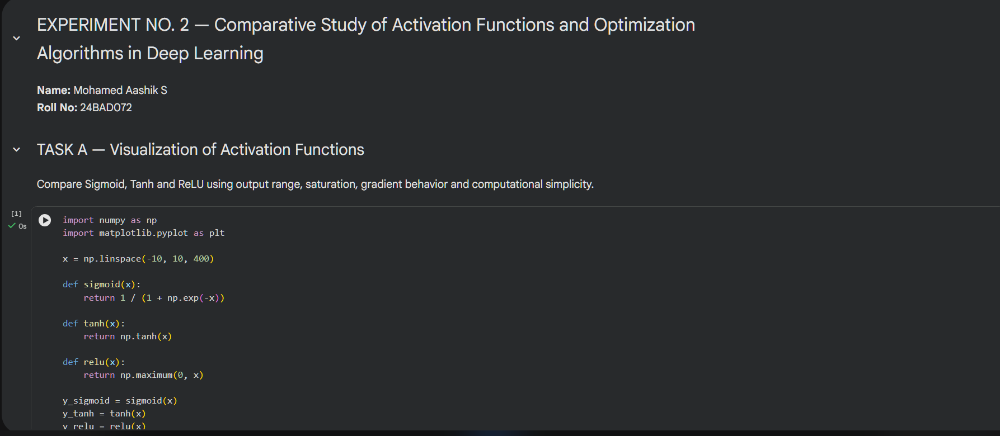 EXPERIMENT NO. 2 — Comparative Study of Activation Functions and Optimization
Algorithms in Deep Learning
Name: Mohamed Aashik S
Roll No: 24BAD072
TASK A — Visualization of Activation Functions
Compare Sigmoid, Tanh and ReLU using output range, saturation, gradient behavior and computational simplicity.
[1]
0s
import numpy as np
import matplotlib.pyplot as plt
x = np.linspace(-10, 10, 400)
def sigmoid(x):
    return 1 / (1 + np.exp(-x))
def tanh(x):
    return np.tanh(x)
def relu(x):
    return np.maximum(0, x)
y_sigmoid = sigmoid(x)
y_tanh = tanh(x)
y_relu = relu(x)